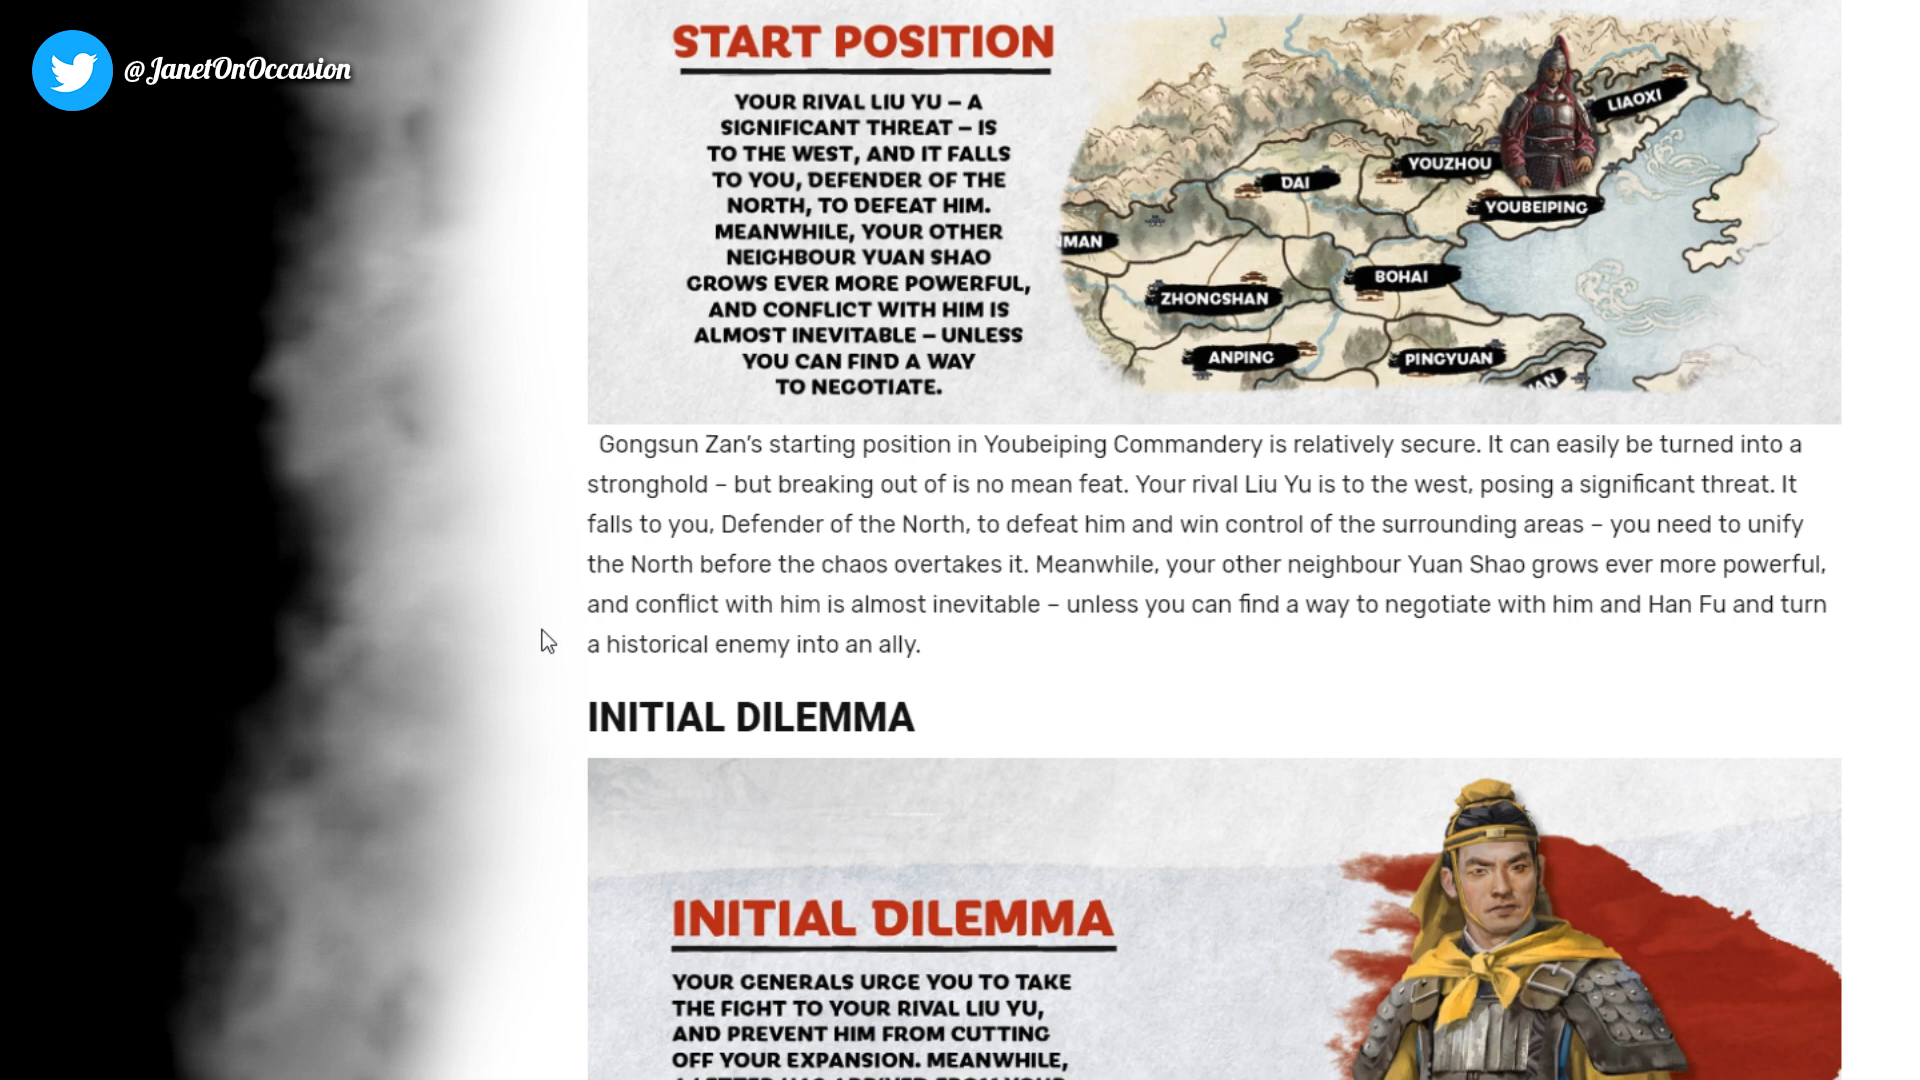 @JanetOnOccasion
START POSITION
YOUR RIVAL LIU YU – A
SIGNIFICANT THREAT – IS
TO THE WEST, AND IT FALLS
TO YOU, DEFENDER OF THE
NORTH, TO DEFEAT HIM.
MEANWHILE, YOUR OTHER
NEIGHBOUR YUAN SHAO
GROWS EVER MORE POWERFUL,
AND CONFLICT WITH HIM IS
ALMOST INEVITABLE – UNLESS
YOU CAN FIND A WAY
TO NEGOTIATE.
LIAOXI
YOUZHOU
DAI
YOUBEIPING
MAN
BOHAI
ZHONGSHAN
ANPING
PINGYUAN
AN
Gongsun Zan’s starting position in Youbeiping Commandery is relatively secure. It can easily be turned into a
stronghold – but breaking out of is no mean feat. Your rival Liu Yu is to the west, posing a significant threat. It
falls to you, Defender of the North, to defeat him and win control of the surrounding areas – you need to unify
the North before the chaos overtakes it. Meanwhile, your other neighbour Yuan Shao grows ever more powerful,
and conflict with him is almost inevitable – unless you can find a way to negotiate with him and Han Fu and turn
a historical enemy into an ally.
INITIAL DILEMMA
INITIAL DILEMMA
YOUR GENERALS URGE YOU TO TAKE
THE FIGHT TO YOUR RIVAL LIU YU,
AND PREVENT HIM FROM CUTTING
OFF YOUR EXPANSION. MEANWHILE,